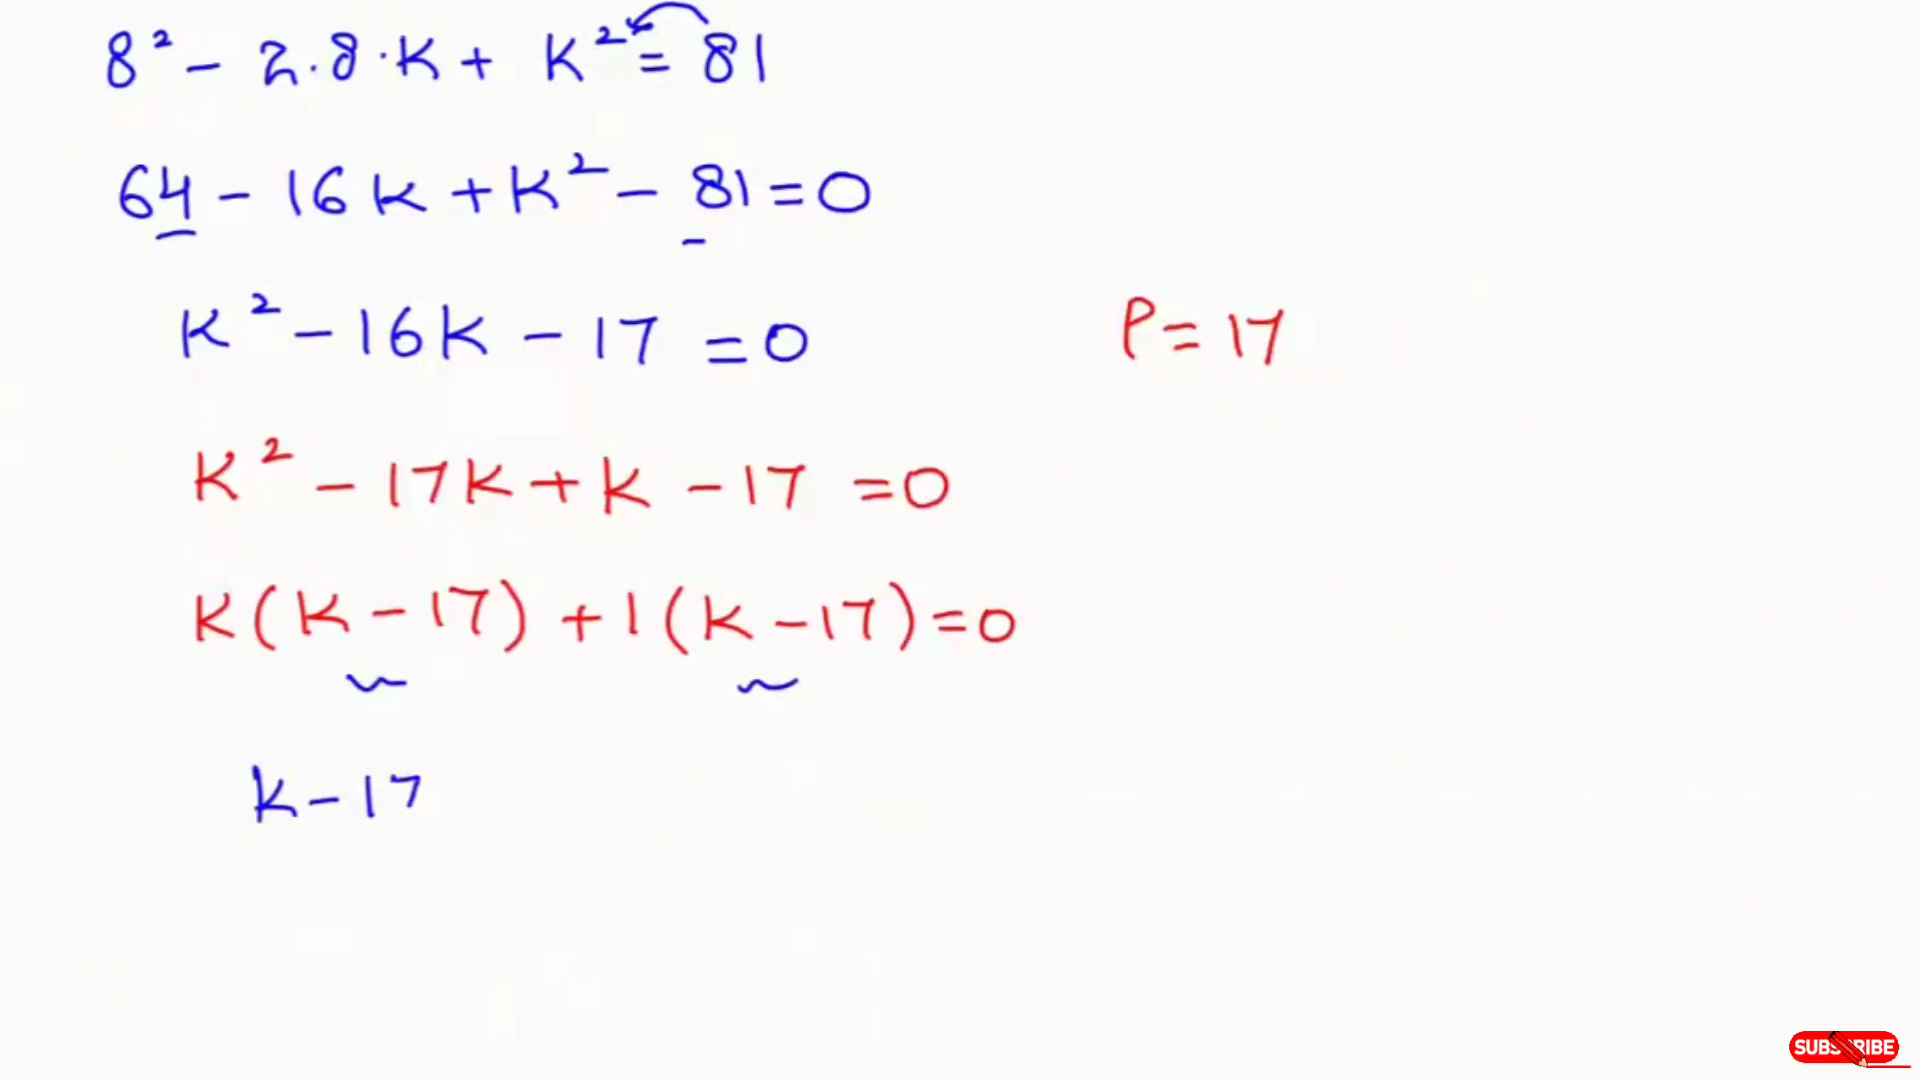 8² - 2.8.K + K² = 81
64 - 16K + K² - 81 = 0
K² - 16K - 17 = 0
P = 17
K² - 17K + K - 17 = 0
K(K - 17) + 1(K - 17) = 0
K - 17
SUBSCRIBE